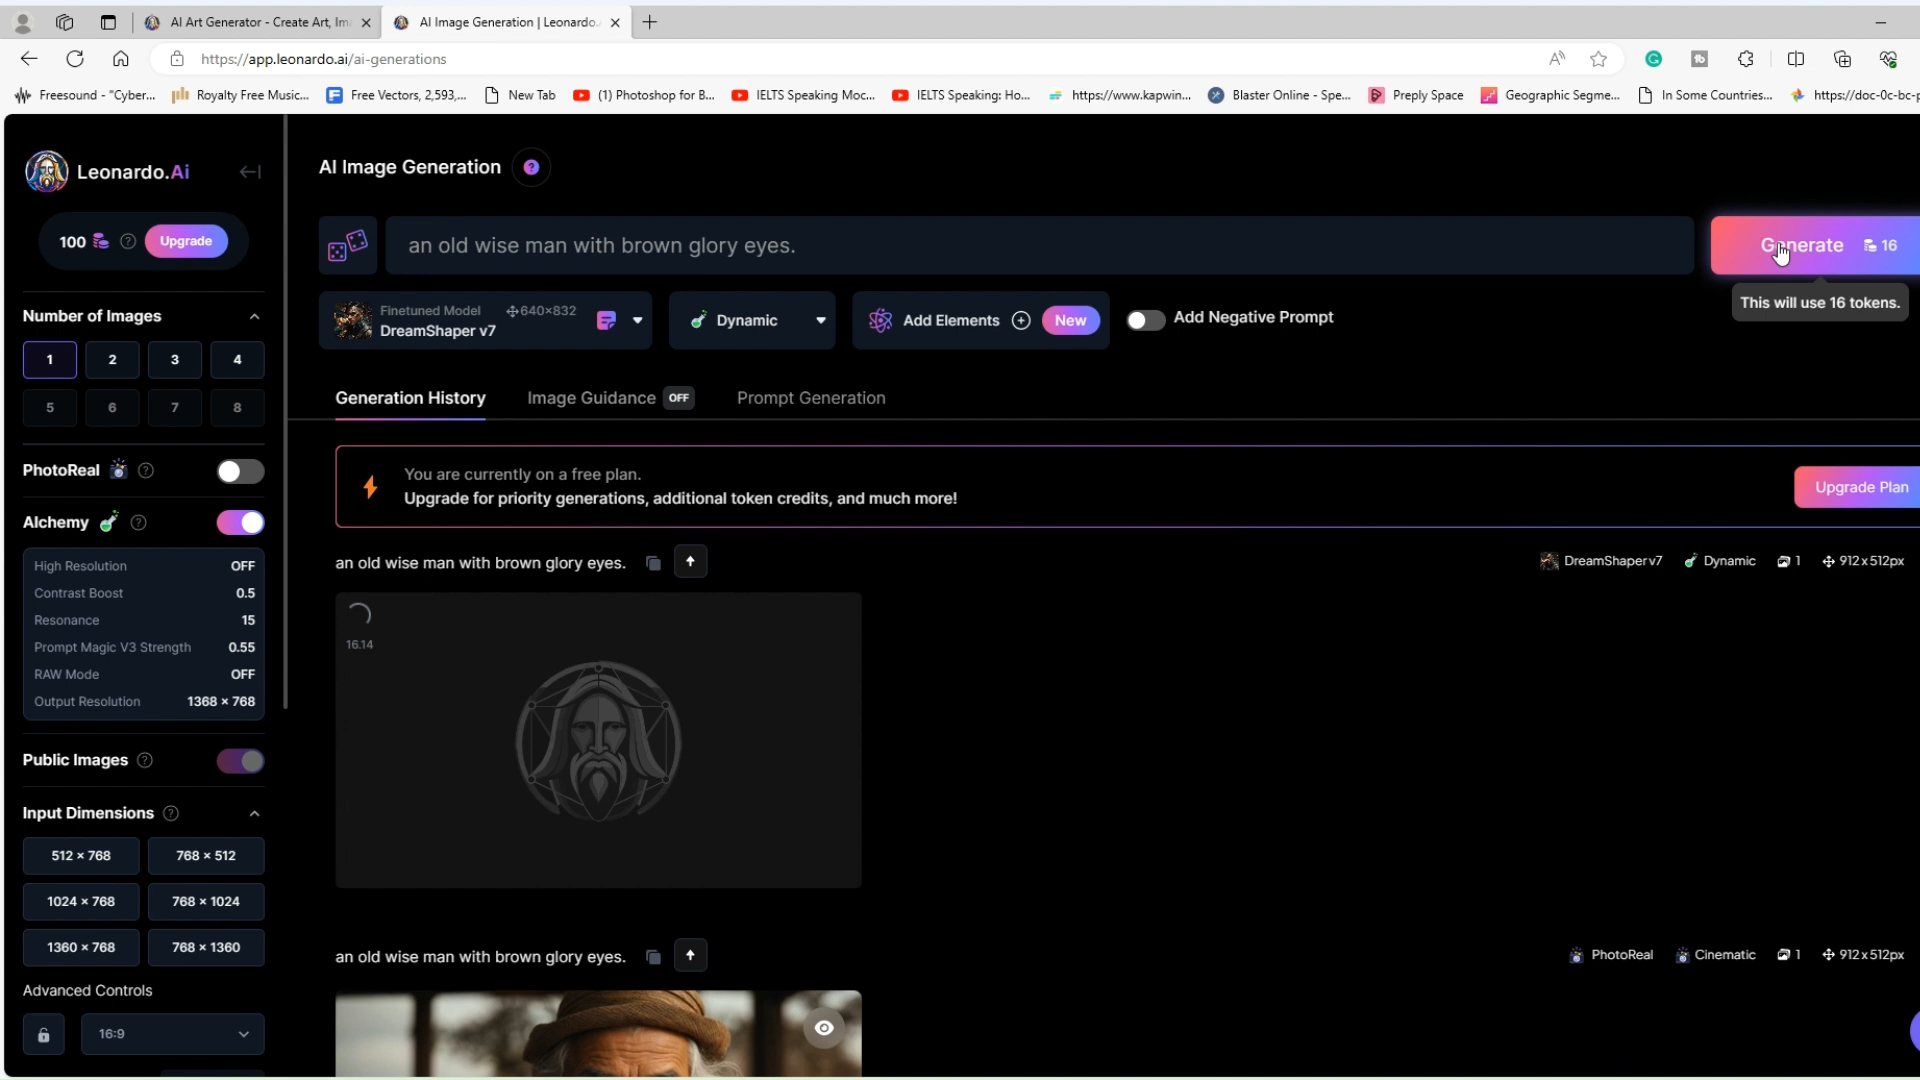 AI Art Generator - Create Art, Im
AI Image Generation | Leonardo.
https://app.leonardo.ai/ai-generations
Freesound - "Cyber...
Royalty Free Music...
Free Vectors, 2,593,...
New Tab
(1) Photoshop for B...
IELTS Speaking Moc...
IELTS Speaking: Ho...
https://www.kapwin...
Blaster Online - Spe...
Preply Space
Geographic Segme...
In Some Countries...
https://doc-0c-bc-p
Leonardo.Ai
100
Upgrade
AI Image Generation
an old wise man with brown glory eyes.
Generate 16
This will use 16 tokens.
Finetuned Model 640×832
DreamShaper v7
Dynamic
Add Elements
New
Add Negative Prompt
Number of Images
1 2 3 4
5 6 7 8
PhotoReal
Alchemy
High Resolution OFF
Contrast Boost 0.5
Resonance 15
Prompt Magic V3 Strength 0.55
RAW Mode OFF
Output Resolution 1368 × 768
Public Images
Input Dimensions
512 × 768 768 × 512
1024 × 768 768 × 1024
1360 × 768 768 × 1360
Advanced Controls
16:9
Generation History
Image Guidance OFF
Prompt Generation
You are currently on a free plan.
Upgrade for priority generations, additional token credits, and much more!
Upgrade Plan
an old wise man with brown glory eyes.
DreamShaper v7 Dynamic 1 912 x 512px
16.14
an old wise man with brown glory eyes.
PhotoReal Cinematic 1 912 x 512px